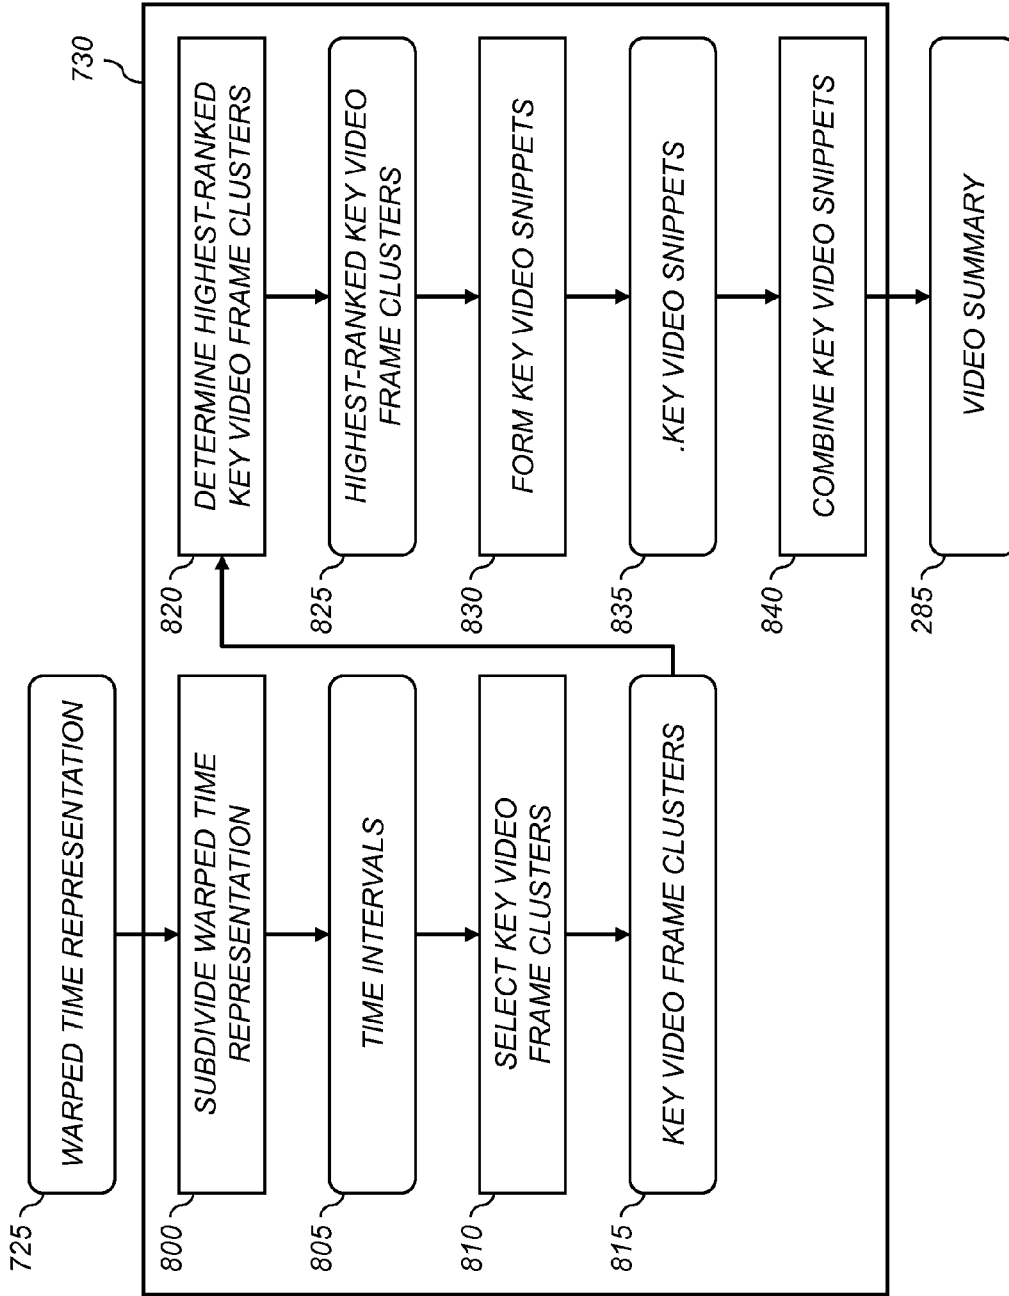 730
725
WARPED TIME REPRESENTATION
800
SUBDIVIDE WARPED TIME
REPRESENTATION
805
TIME INTERVALS
810
SELECT KEY VIDEO
FRAME CLUSTERS
815
KEY VIDEO FRAME CLUSTERS
820
DETERMINE HIGHEST-RANKED
KEY VIDEO FRAME CLUSTERS
825
HIGHEST-RANKED KEY VIDEO
FRAME CLUSTERS
830
FORM KEY VIDEO SNIPPETS
835
.KEY VIDEO SNIPPETS
840
COMBINE KEY VIDEO SNIPPETS
285
VIDEO SUMMARY